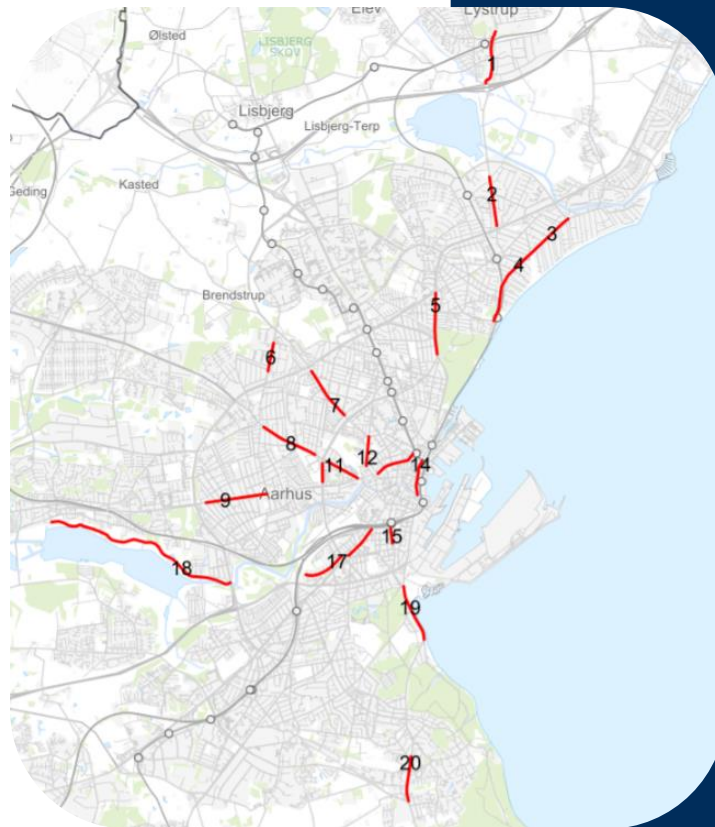 Elev
Lystrup
Ølsted
LISBJERG
SKOV
1
Lisbjerg
Lisbjerg-Terp
Geding
Kasted
2
3
4
Brendstrup
5
6
7
8
11
12
14
9
Aarhus
15
17
18
19
20